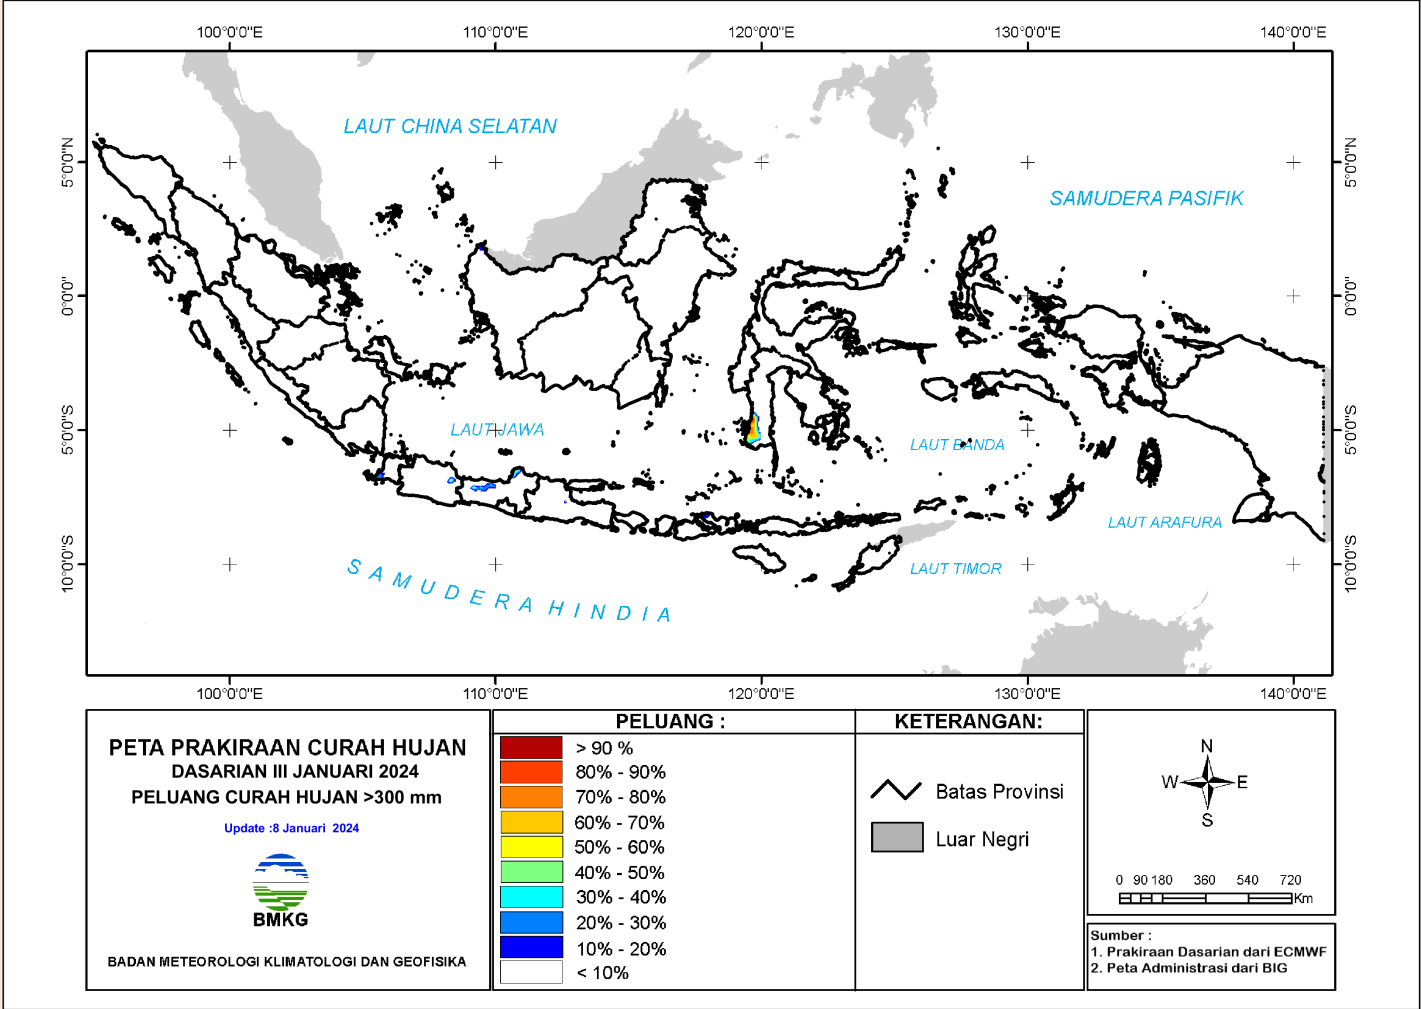 100°0'0"E 110°0'0"E 120°0'0"E 130°0'0"E 140°0'0"E
5°0'0"N 5°0'0"N
0°0'0" 0°0'0"
5°0'0"S 5°0'0"S
10°0'0"S 10°0'0"S
LAUT CHINA SELATAN
SAMUDERA PASIFIK
LAUT JAWA
LAUT BANDA
LAUT ARAFURA
LAUT TIMOR
SAMUDERA HINDIA
100°0'0"E 110°0'0"E 120°0'0"E 130°0'0"E 140°0'0"E
PETA PRAKIRAAN CURAH HUJAN
DASARIAN III JANUARI 2024
PELUANG CURAH HUJAN >300 mm
Update :8 Januari 2024
BMKG
BADAN METEOROLOGI KLIMATOLOGI DAN GEOFISIKA
PELUANG :
> 90 %
80% - 90%
70% - 80%
60% - 70%
50% - 60%
40% - 50%
30% - 40%
20% - 30%
10% - 20%
< 10%
KETERANGAN:
Batas Provinsi
Luar Negri
N
W E
S
0 90 180 360 540 720
Km
Sumber :
1. Prakiraan Dasarian dari ECMWF
2. Peta Administrasi dari BIG